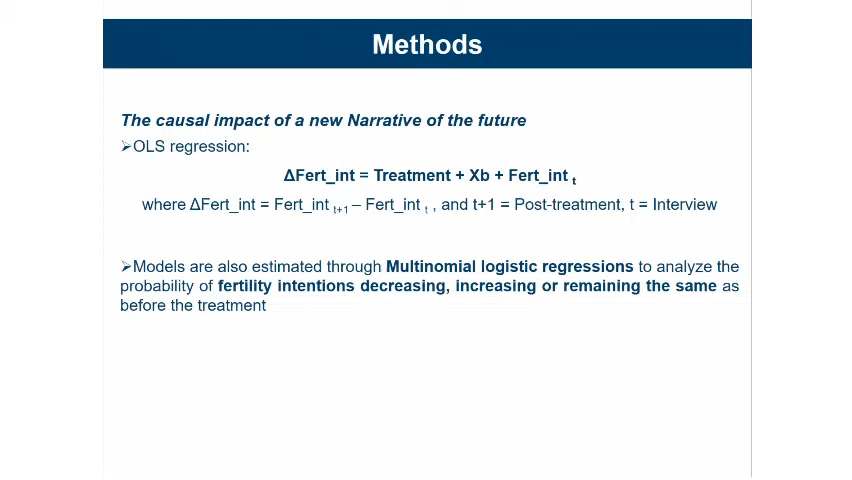 Methods
The causal impact of a new Narrative of the future
➢OLS regression:
ΔFert_int = Treatment + Xb + Fert_int t
where ΔFert_int = Fert_int t+1 – Fert_int t , and t+1 = Post-treatment, t = Interview
➢Models are also estimated through Multinomial logistic regressions to analyze the
probability of fertility intentions decreasing, increasing or remaining the same as
before the treatment